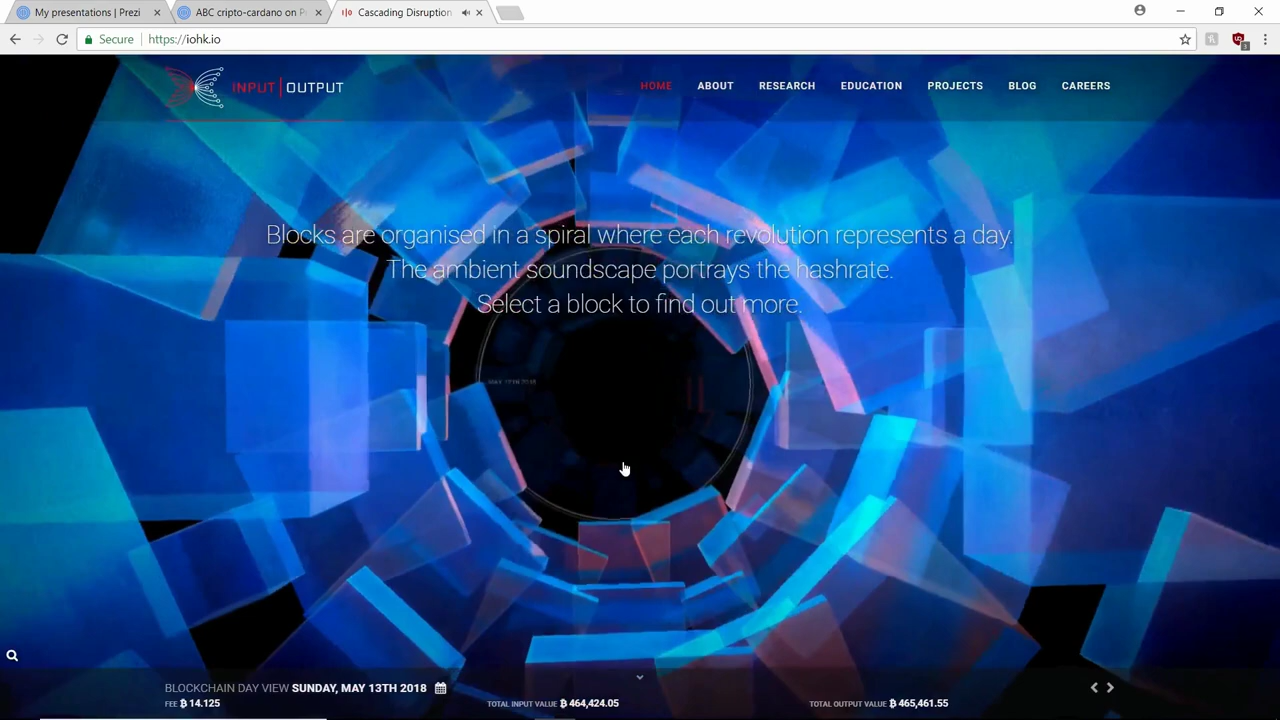 My presentations | Prezi
ABC cripto-cardano on P
Cascading Disruption
Secure
https://iohk.io
3
INPUT OUTPUT
HOME
ABOUT
RESEARCH
EDUCATION
PROJECTS
BLOG
CAREERS
Blocks are organised in a spiral where each revolution represents a day.
The ambient soundscape portrays the hashrate.
Select a block to find out more.
BLOCKCHAIN DAY VIEW SUNDAY, MAY 13TH 2018
FEE ₿ 14.125
TOTAL INPUT VALUE ₿ 464,424.05
TOTAL OUTPUT VALUE ₿ 465,461.55